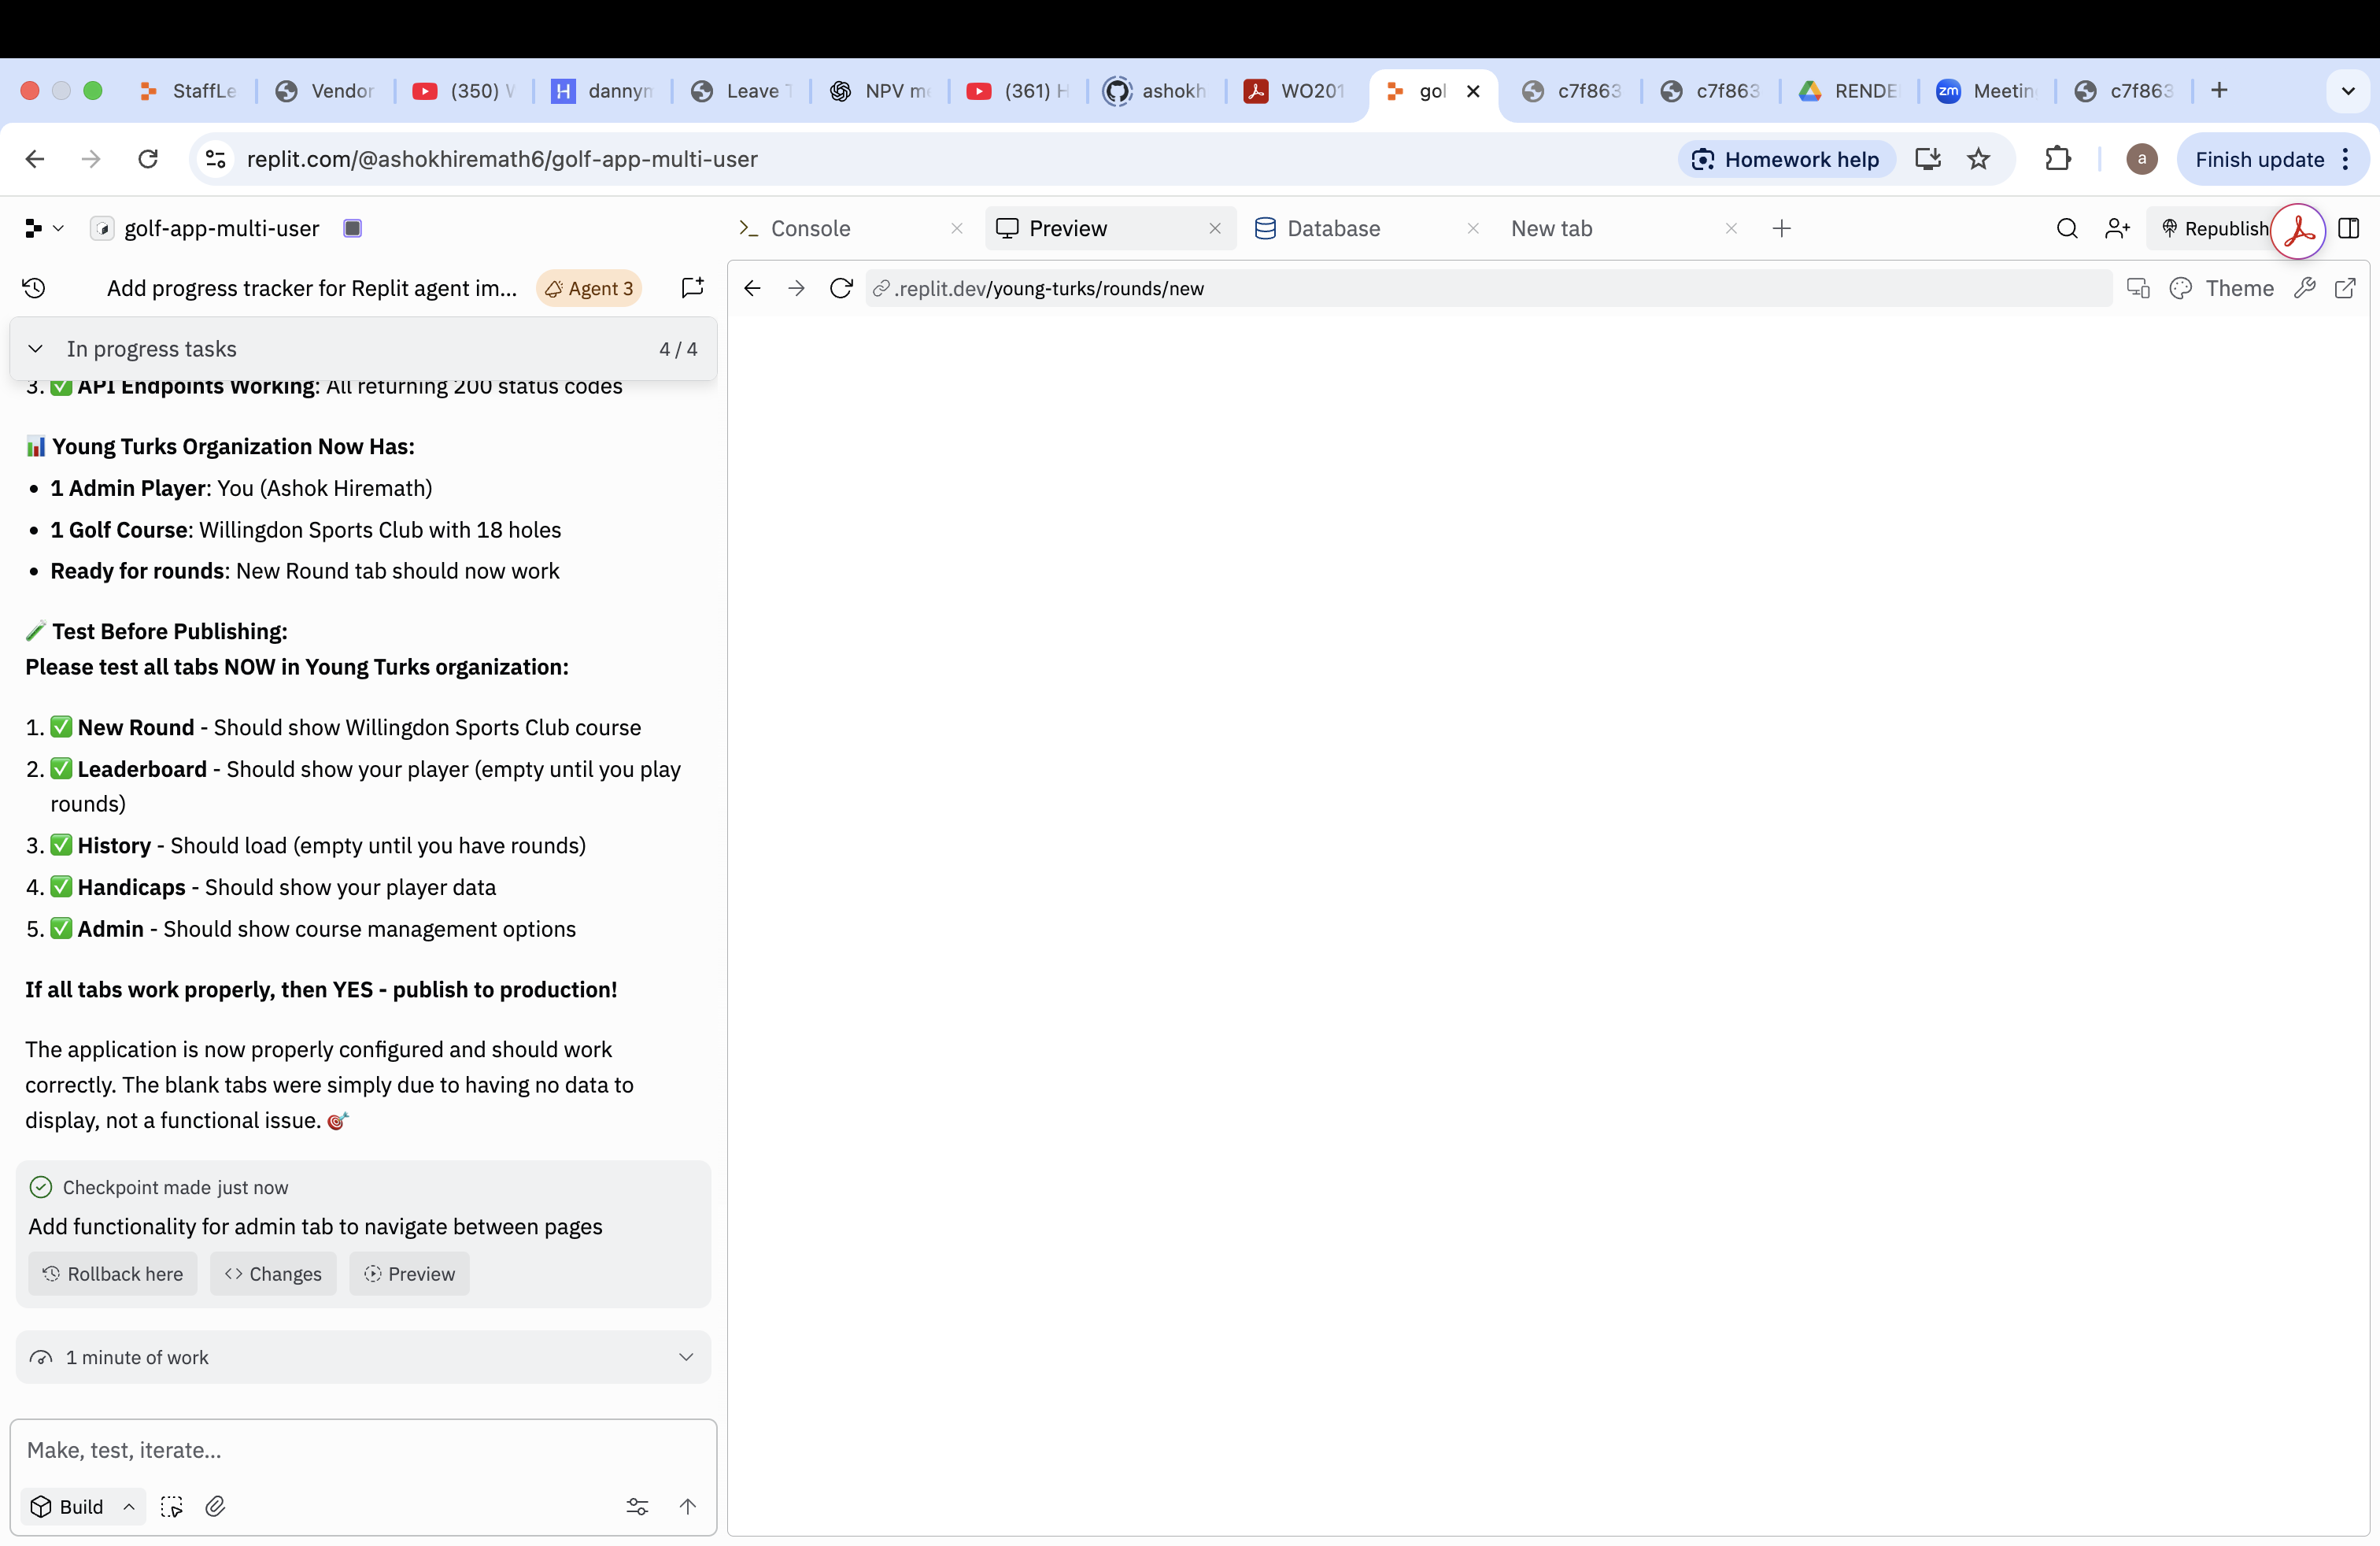 StaffLe
Vendor
(350) V
H
dannym
Leave T
NPV me
(361) H
ashokh
WO201
gol
c7f863
c7f863
RENDE
zm
Meetin
c7f863
replit.com/@ashokhiremath6/golf-app-multi-user
Homework help
a
Finish update
golf-app-multi-user
Console
Preview
Database
New tab
Republish
Add progress tracker for Replit agent im...
Agent 3
.replit.dev/young-turks/rounds/new
Theme
In progress tasks
4 / 4
3. ✅ API Endpoints Working: All returning 200 status codes
📊 Young Turks Organization Now Has:
• 1 Admin Player: You (Ashok Hiremath)
• 1 Golf Course: Willingdon Sports Club with 18 holes
• Ready for rounds: New Round tab should now work
🧪 Test Before Publishing:
Please test all tabs NOW in Young Turks organization:
1. ✅ New Round - Should show Willingdon Sports Club course
2. ✅ Leaderboard - Should show your player (empty until you play
rounds)
3. ✅ History - Should load (empty until you have rounds)
4. ✅ Handicaps - Should show your player data
5. ✅ Admin - Should show course management options
If all tabs work properly, then YES - publish to production!
The application is now properly configured and should work
correctly. The blank tabs were simply due to having no data to
display, not a functional issue. 🎯
Checkpoint made just now
Add functionality for admin tab to navigate between pages
Rollback here
Changes
Preview
1 minute of work
Make, test, iterate...
Build